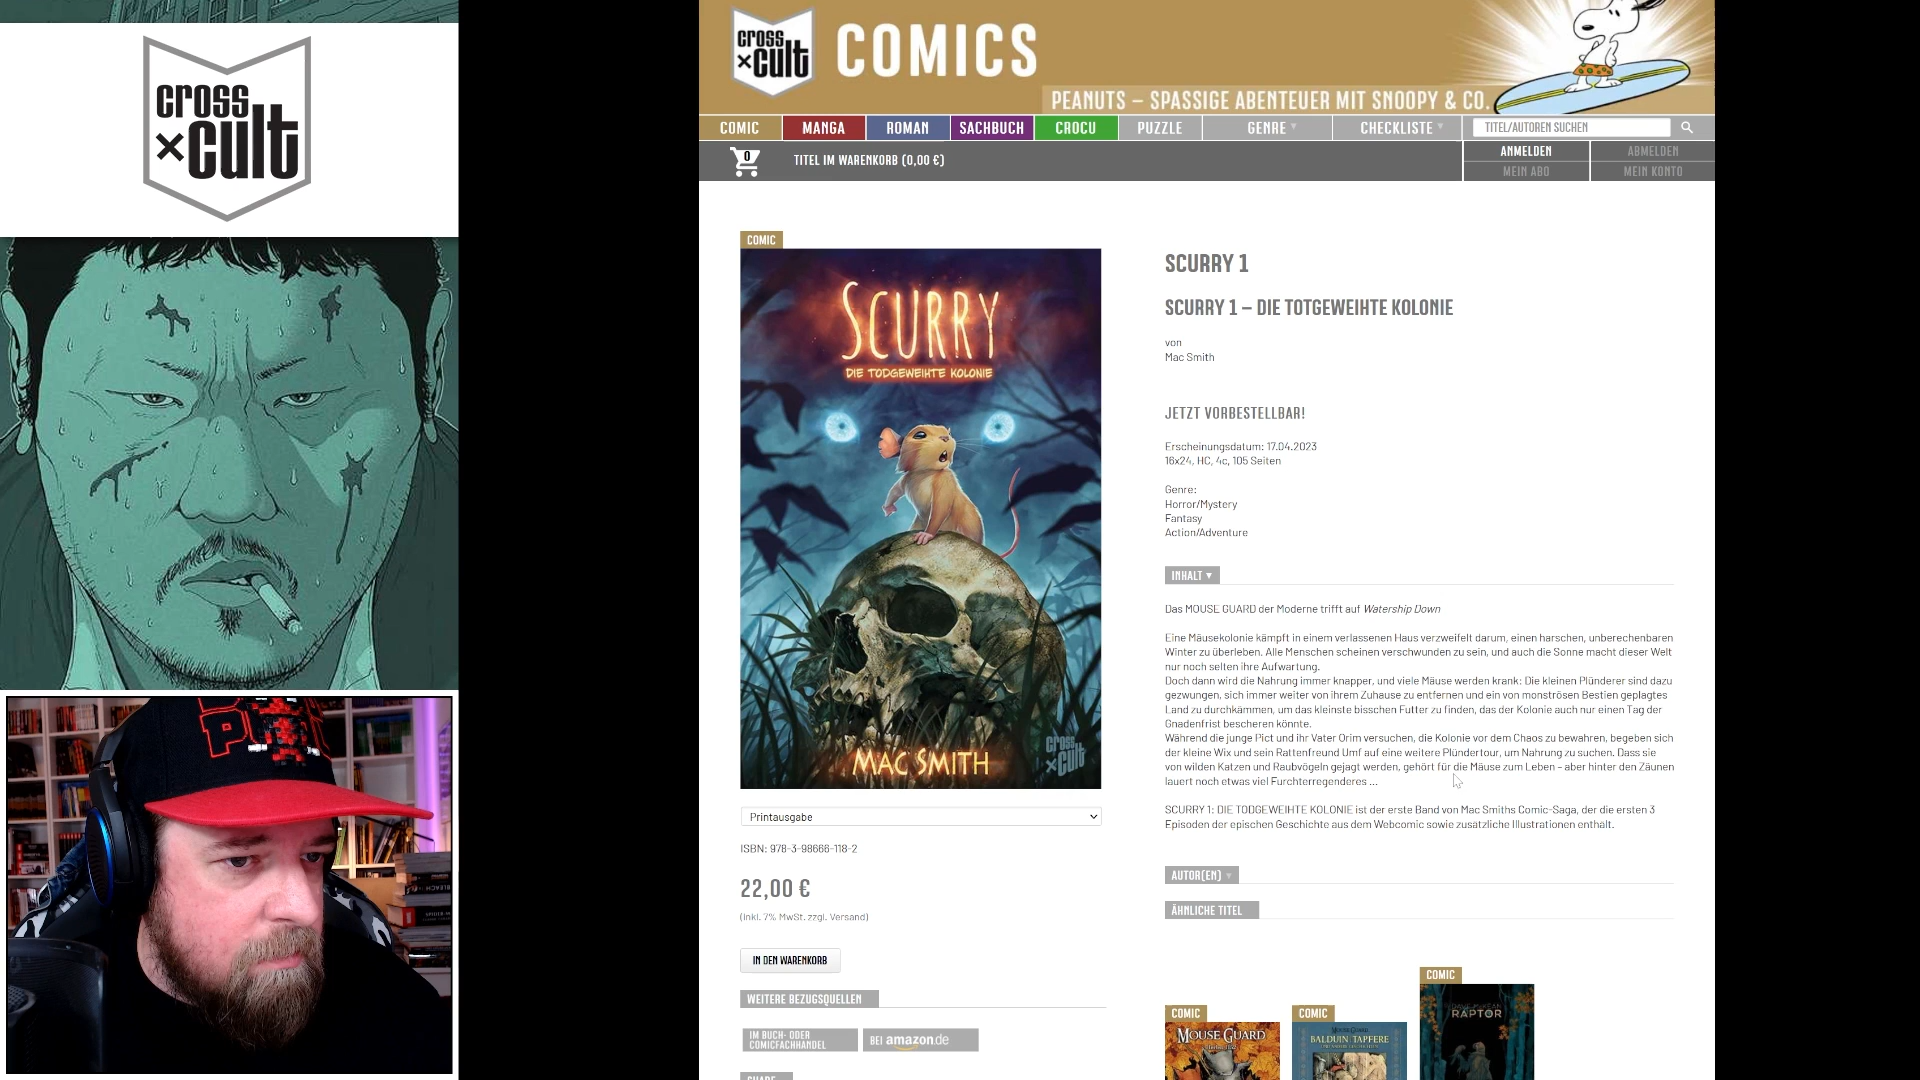 cross
×cult
cross
×cult
COMICS
PEANUTS – SPASSIGE ABENTEUER MIT SNOOPY & CO.
COMIC
MANGA
ROMAN
SACHBUCH
CROCU
PUZZLE
GENRE ▼
CHECKLISTE ▼
TITEL/AUTOREN SUCHEN
0
TITEL IM WARENKORB (0,00 €)
ANMELDEN
ABMELDEN
MEIN ABO
MEIN KONTO
COMIC
SCURRY
DIE TODGEWEIHTE KOLONIE
MAC SMITH
cross
×cult
Printausgabe
ISBN: 978-3-98666-118-2
22,00 €
(inkl. 7% MwSt. zzgl. Versand)
IN DEN WARENKORB
WEITERE BEZUGSQUELLEN
IM BUCH- ODER
COMICFACHHANDEL
BEI amazon.de
SHARE
SCURRY 1
SCURRY 1 – DIE TOTGEWEIHTE KOLONIE
von
Mac Smith
JETZT VORBESTELLBAR!
Erscheinungsdatum: 17.04.2023
16x24, HC, 4c, 105 Seiten
Genre:
Horror/Mystery
Fantasy
Action/Adventure
INHALT ▼
Das MOUSE GUARD der Moderne trifft auf Watership Down
Eine Mäusekolonie kämpft in einem verlassenen Haus verzweifelt darum, einen harschen, unberechenbaren
Winter zu überleben. Alle Menschen scheinen verschwunden zu sein, und auch die Sonne macht dieser Welt
nur noch selten ihre Aufwartung.
Doch dann wird die Nahrung immer knapper, und viele Mäuse werden krank: Die kleinen Plünderer sind dazu
gezwungen, sich immer weiter von ihrem Zuhause zu entfernen und ein von monströsen Bestien geplagtes
Land zu durchkämmen, um das kleinste bisschen Futter zu finden, das der Kolonie auch nur einen Tag der
Gnadenfrist bescheren könnte.
Während die junge Pict und ihr Vater Orim versuchen, die Kolonie vor dem Chaos zu bewahren, begeben sich
der kleine Wix und sein Rattenfreund Umf auf eine weitere Plündertour, um Nahrung zu suchen. Dass sie
von wilden Katzen und Raubvögeln gejagt werden, gehört für die Mäuse zum Leben – aber hinter den Zäunen
lauert noch etwas viel Furchterregenderes ...
SCURRY 1: DIE TODGEWEIHTE KOLONIE ist der erste Band von Mac Smiths Comic-Saga, der die ersten 3
Episoden der epischen Geschichte aus dem Webcomic sowie zusätzliche Illustrationen enthält.
AUTOR(EN) ▼
ÄHNLICHE TITEL
COMIC
MOUSE GUARD
COMIC
MOUSE GUARD
BALDUIN TAPFERE
COMIC
DAVE McKEAN
RAPTOR